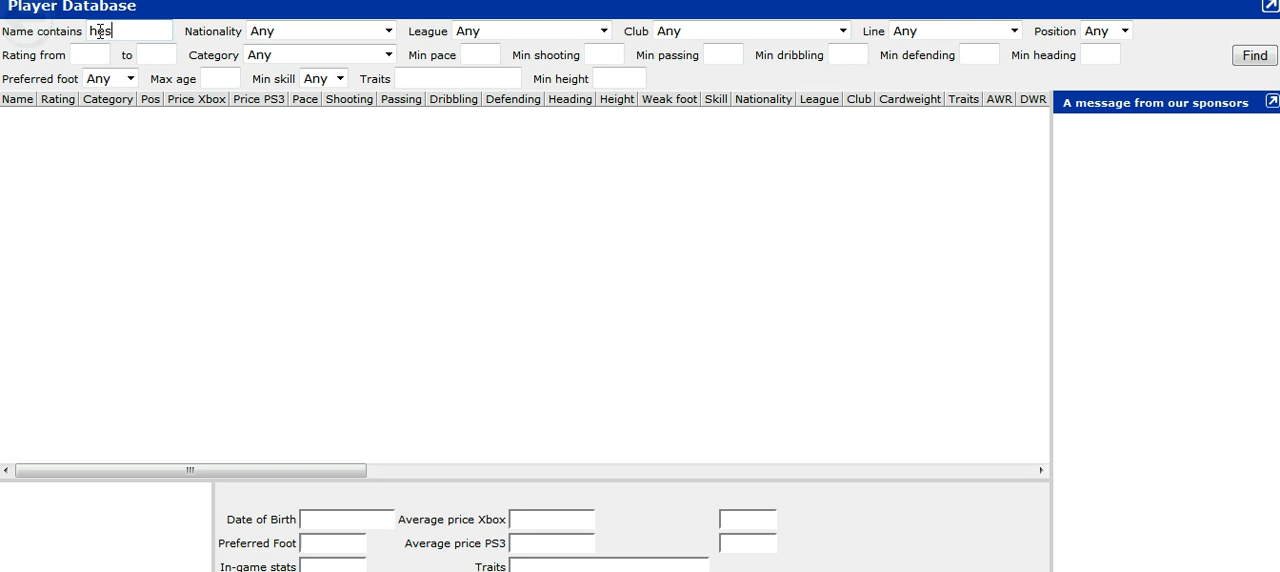 Player Database
Name contains hes Nationality Any League Any Club Any Line Any Position Any
Rating from to Category Any Min pace Min shooting Min passing Min dribbling Min defending Min heading Find
Preferred foot Any Max age Min skill Any Traits Min height
Name Rating Category Pos Price Xbox Price PS3 Pace Shooting Passing Dribbling Defending Heading Height Weak foot Skill Nationality League Club Cardweight Traits AWR DWR
A message from our sponsors
Date of Birth Average price Xbox
Preferred Foot Average price PS3
In-game stats Traits